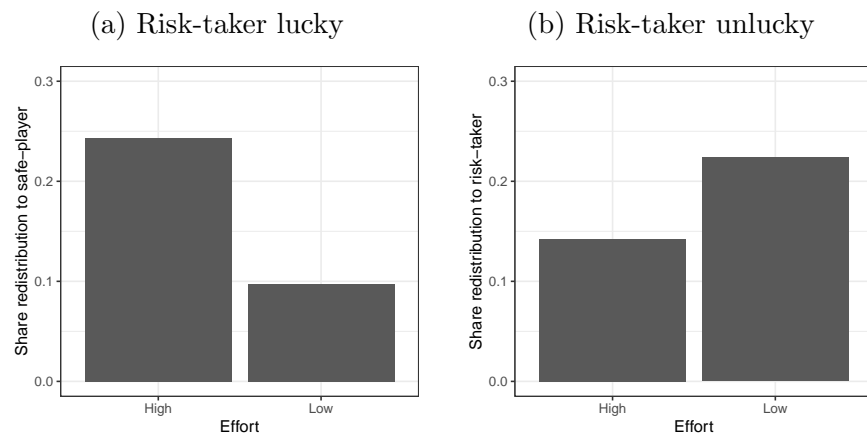 (a) Risk-taker lucky
Share redistribution to safe−player
0.3
0.2
0.1
0.0
High
Low
Effort
(b) Risk-taker unlucky
Share redistribution to risk−taker
0.3
0.2
0.1
0.0
High
Low
Effort